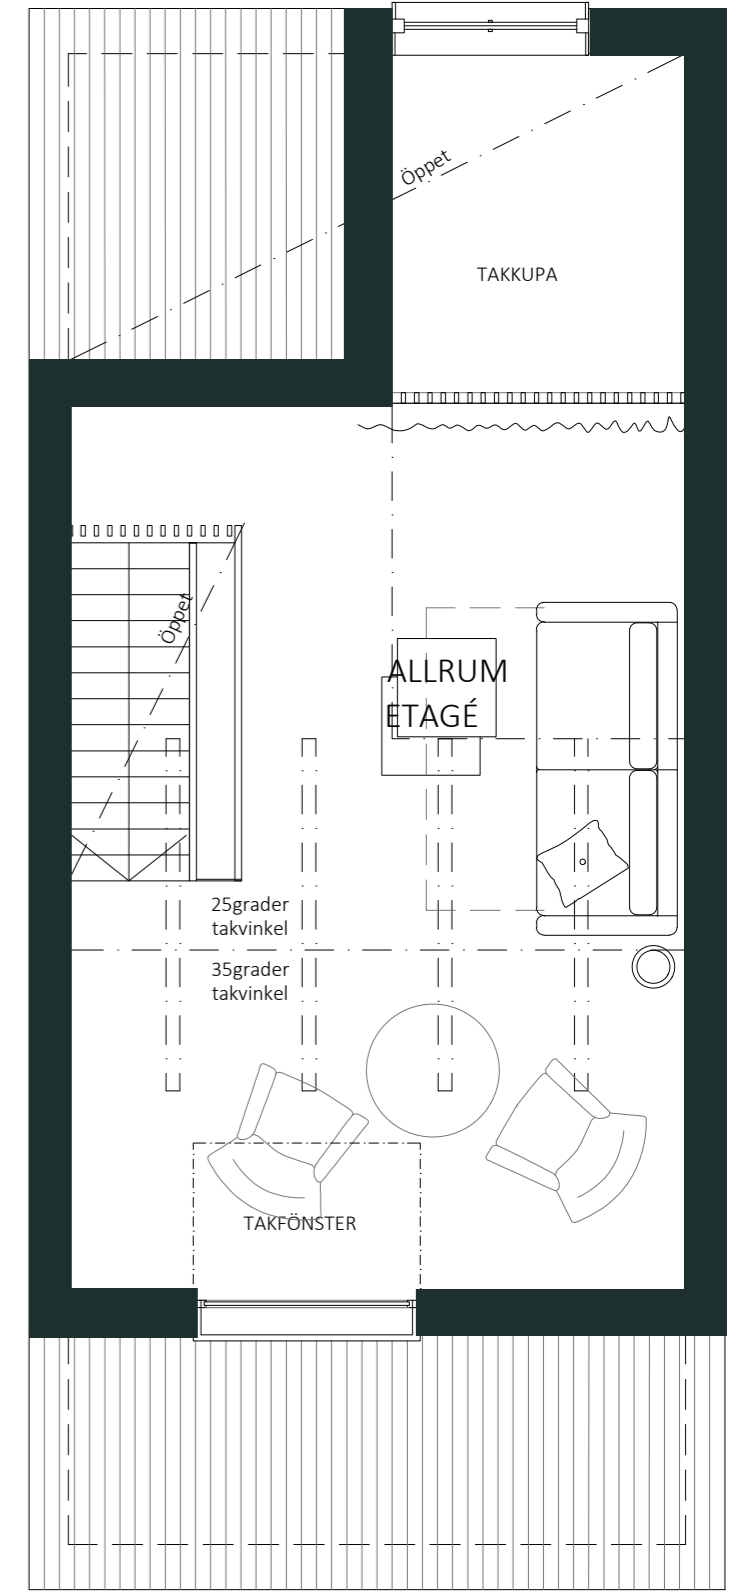 Öppet
TAKKUPA
Öppet
ALLRUM
ETAGÉ
25grader
takvinkel
35grader
takvinkel
TAKFÖNSTER